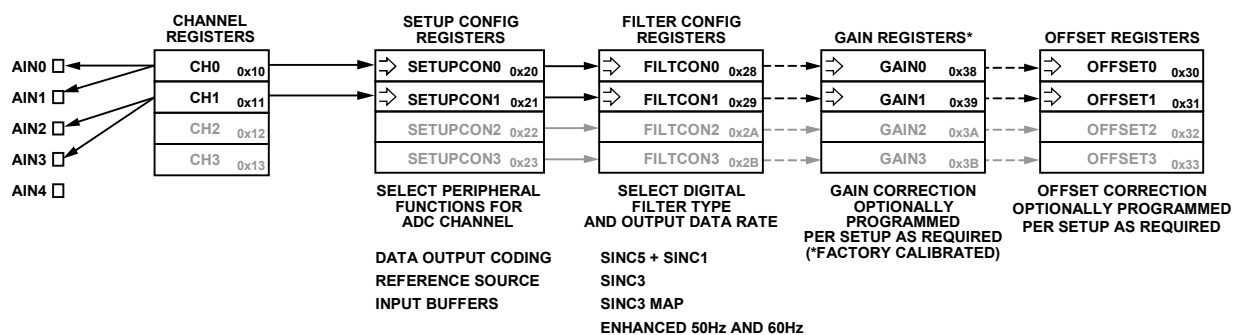 CHANNEL
REGISTERS
SETUP CONFIG
REGISTERS
FILTER CONFIG
REGISTERS
GAIN REGISTERS*
OFFSET REGISTERS
AIN0
CH0 0x10
SETUPCON0 0x20
FILTCON0 0x28
GAIN0 0x38
OFFSET0 0x30
AIN1
CH1 0x11
SETUPCON1 0x21
FILTCON1 0x29
GAIN1 0x39
OFFSET1 0x31
AIN2
CH2 0x12
SETUPCON2 0x22
FILTCON2 0x2A
GAIN2 0x3A
OFFSET2 0x32
AIN3
CH3 0x13
SETUPCON3 0x23
FILTCON3 0x2B
GAIN3 0x3B
OFFSET3 0x33
AIN4
SELECT PERIPHERAL
FUNCTIONS FOR
ADC CHANNEL
SELECT DIGITAL
FILTER TYPE
AND OUTPUT DATA RATE
GAIN CORRECTION
OPTIONALLY
PROGRAMMED
PER SETUP AS REQUIRED
(*FACTORY CALIBRATED)
OFFSET CORRECTION
OPTIONALLY PROGRAMMED
PER SETUP AS REQUIRED
DATA OUTPUT CODING
REFERENCE SOURCE
INPUT BUFFERS
SINC5 + SINC1
SINC3
SINC3 MAP
ENHANCED 50Hz AND 60Hz